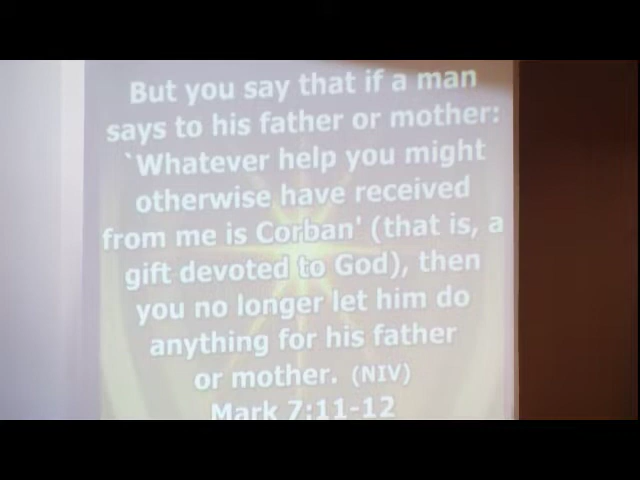 But you say that if a man
says to his father or mother:
`Whatever help you might
otherwise have received
from me is Corban' (that is, a
gift devoted to God), then
you no longer let him do
anything for his father
or mother. (NIV)
Mark 7:11-12